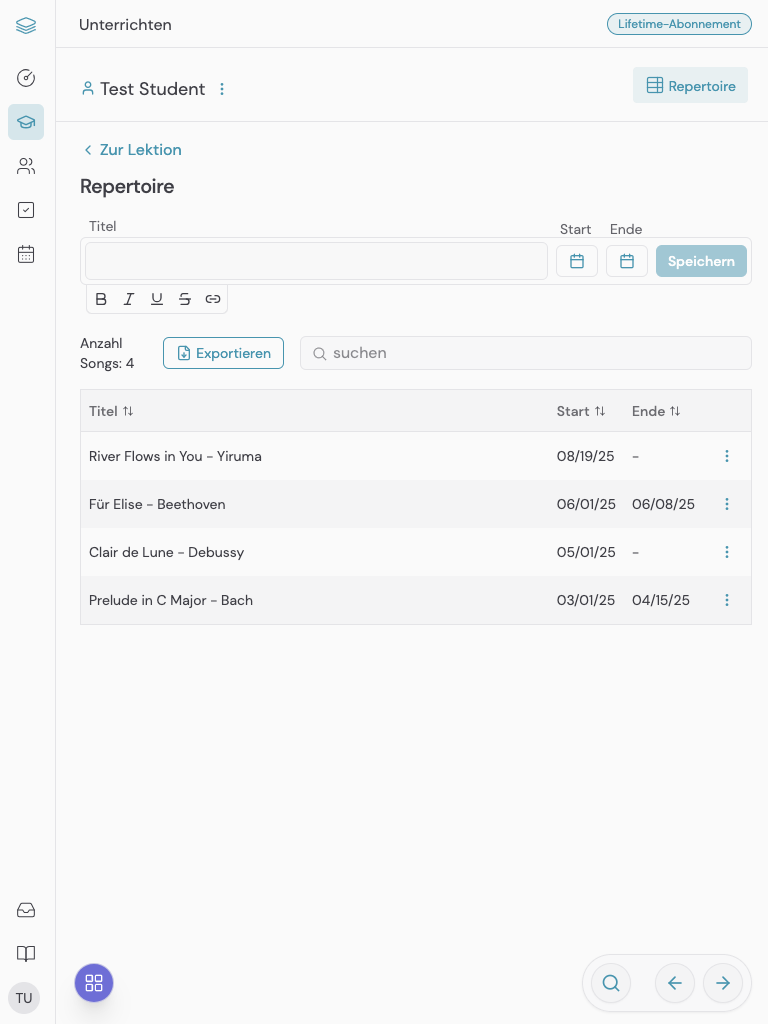 Unterrichten
Lifetime-Abonnement
Test Student
Repertoire
Zur Lektion
Repertoire
Titel
Start
Ende
Speichern
B I U S
Anzahl
Songs: 4
Exportieren
suchen
Titel
Start
Ende
River Flows in You – Yiruma
08/19/25
-
Für Elise – Beethoven
06/01/25
06/08/25
Clair de Lune – Debussy
05/01/25
-
Prelude in C Major – Bach
03/01/25
04/15/25
TU